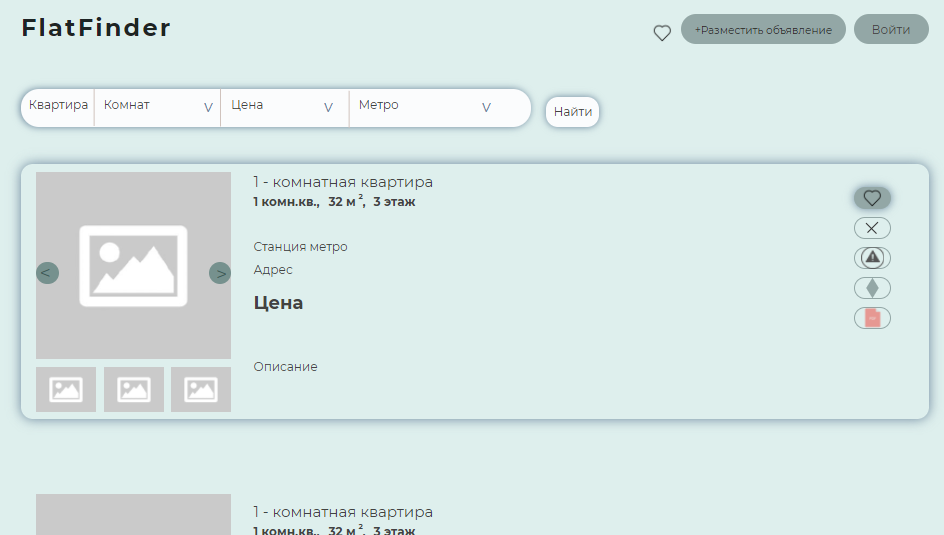 FlatFinder
+Разместить объявление
Войти
Квартира Комнат V Цена V Метро V
Найти
1 - комнатная квартира
1 комн.кв., 32 м², 3 этаж
Станция метро
Адрес
< >
Цена
Описание
1 - комнатная квартира
1 комн.кв., 32 м², 3 этаж